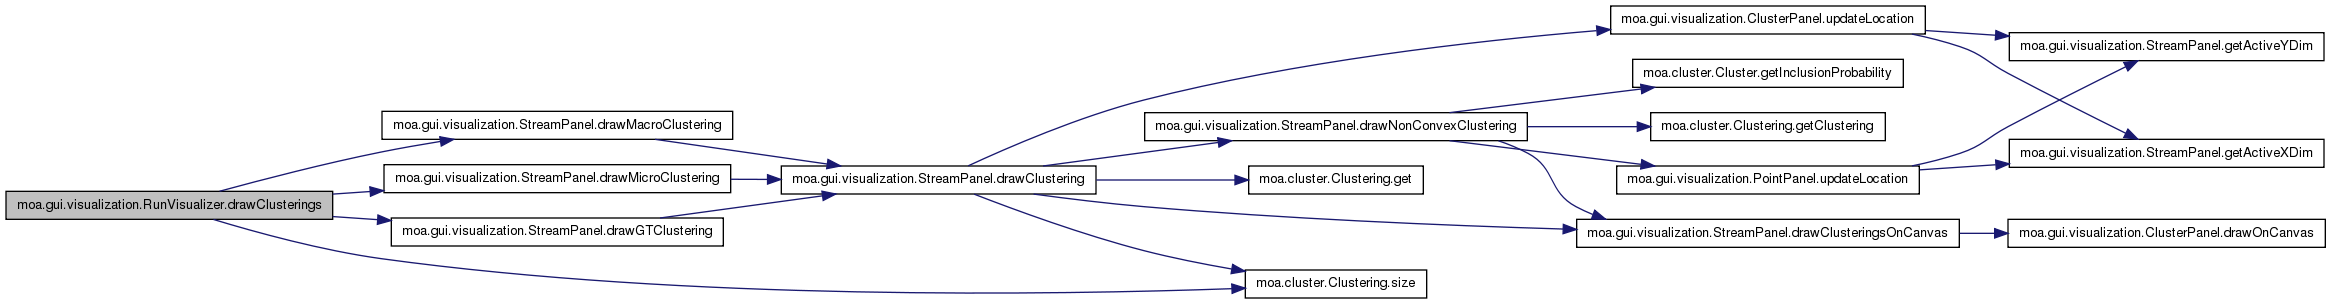 moa.gui.visualization.RunVisualizer.drawClusterings
moa.gui.visualization.StreamPanel.drawMacroClustering
moa.gui.visualization.StreamPanel.drawMicroClustering
moa.gui.visualization.StreamPanel.drawGTClustering
moa.gui.visualization.StreamPanel.drawClustering
moa.gui.visualization.StreamPanel.drawNonConvexClustering
moa.cluster.Clustering.get
moa.cluster.Clustering.size
moa.gui.visualization.ClusterPanel.updateLocation
moa.cluster.Cluster.getInclusionProbability
moa.cluster.Clustering.getClustering
moa.gui.visualization.PointPanel.updateLocation
moa.gui.visualization.StreamPanel.drawClusteringsOnCanvas
moa.gui.visualization.StreamPanel.getActiveYDim
moa.gui.visualization.StreamPanel.getActiveXDim
moa.gui.visualization.ClusterPanel.drawOnCanvas